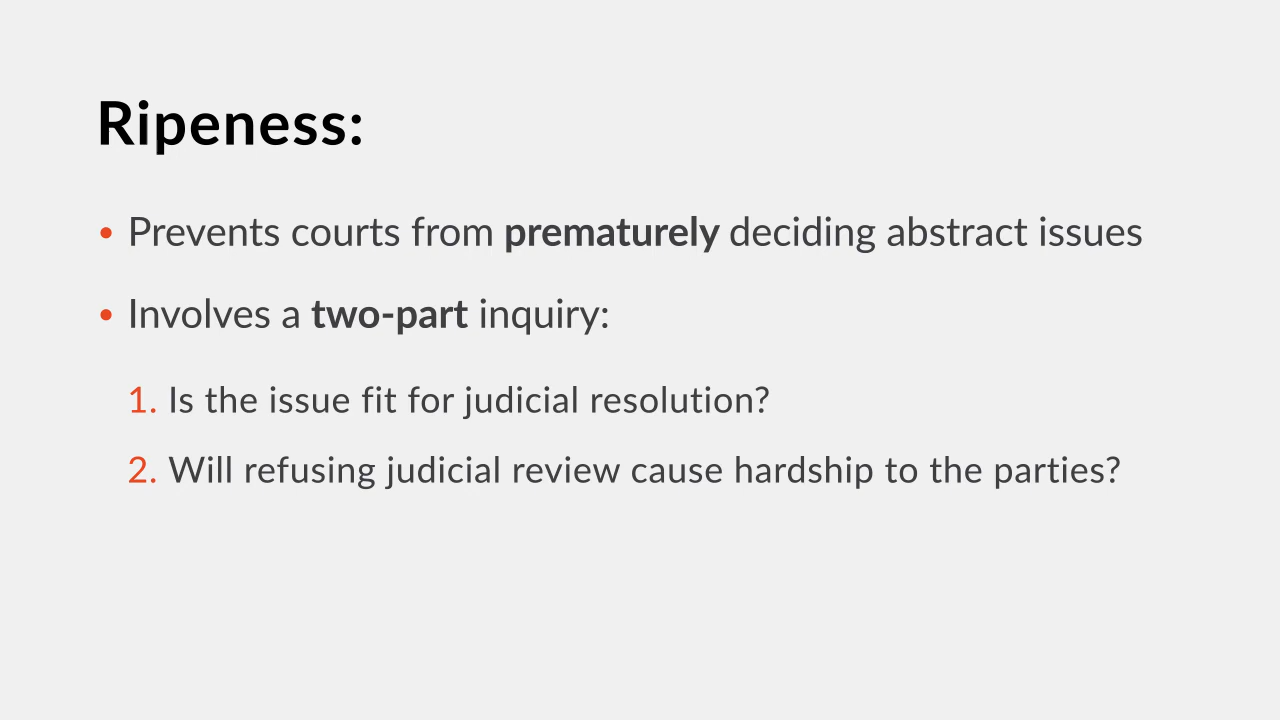 Ripeness:
• Prevents courts from prematurely deciding abstract issues
• Involves a two-part inquiry:
1. Is the issue fit for judicial resolution?
2. Will refusing judicial review cause hardship to the parties?